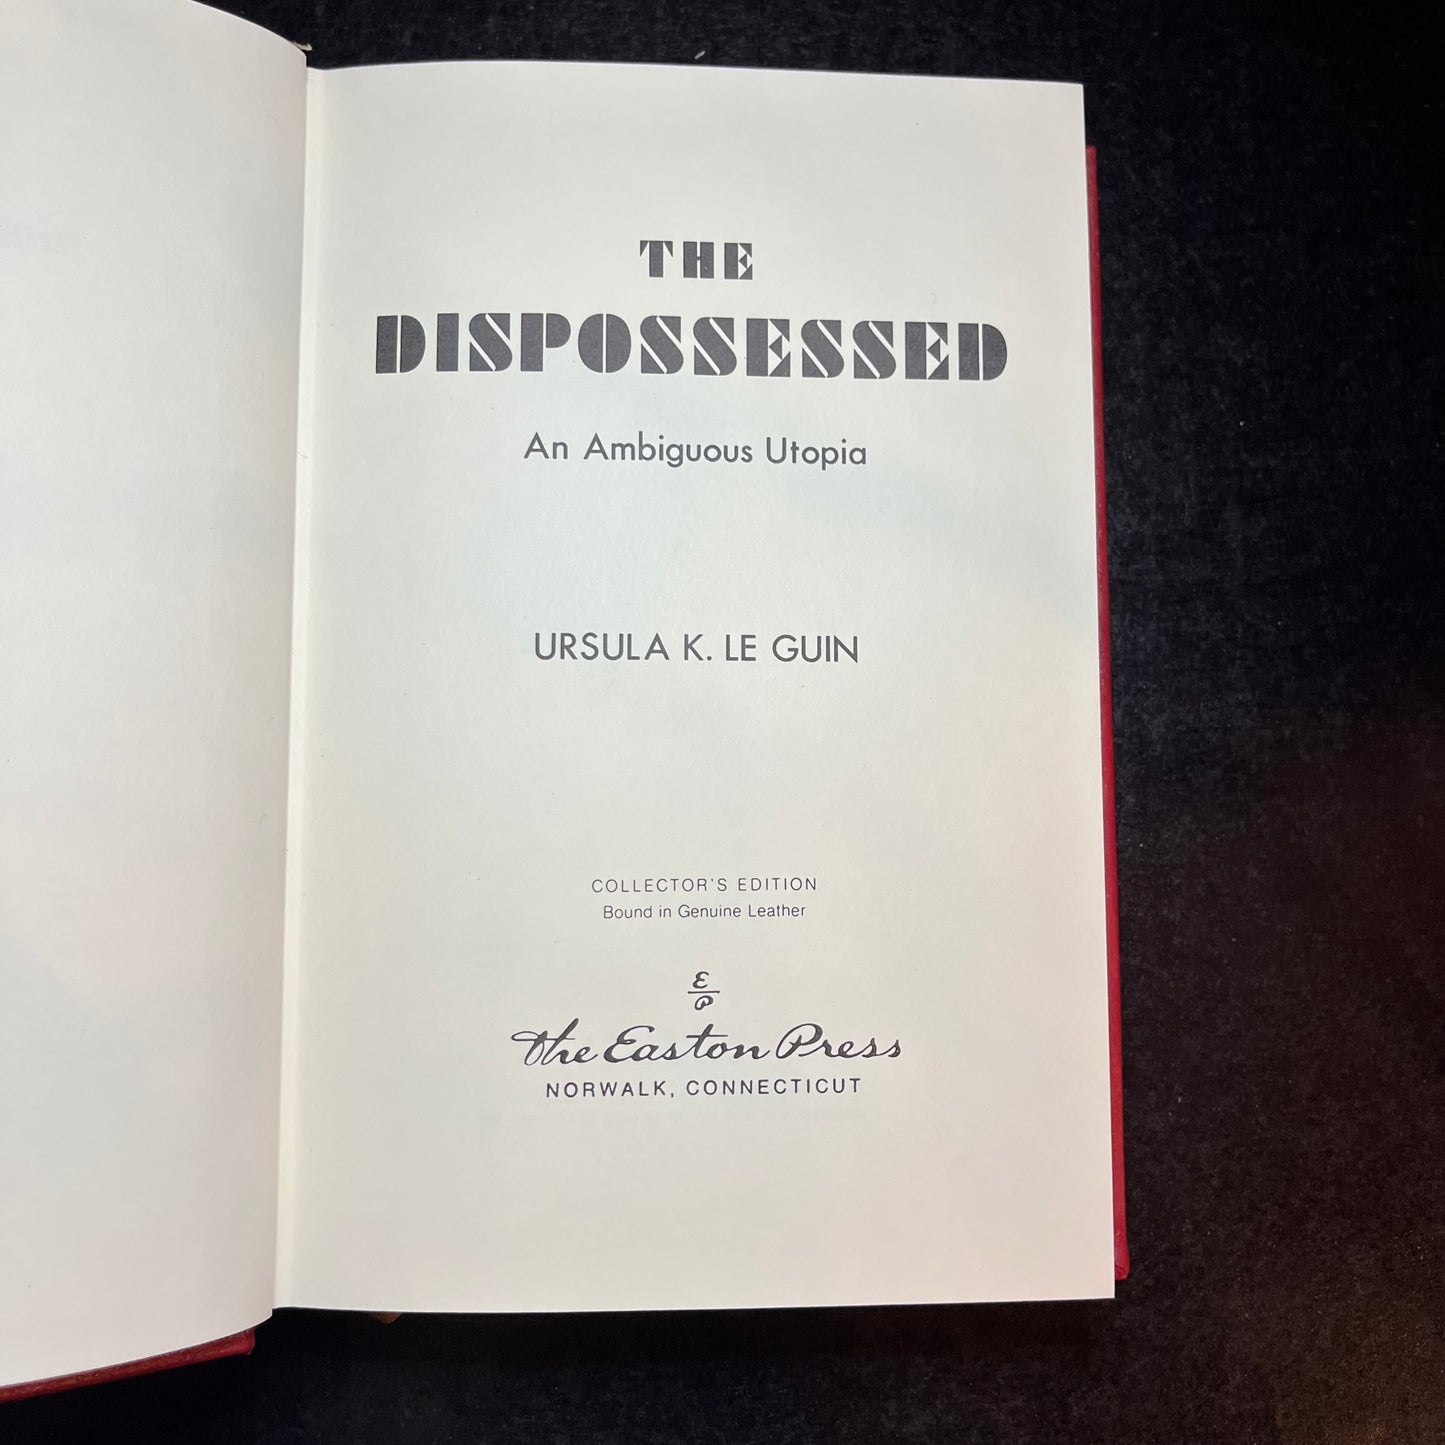 THE
DISPOSSESSED
An Ambiguous Utopia
URSULA K. LE GUIN
COLLECTOR'S EDITION
Bound in Genuine Leather
E
P
The Easton Press
NORWALK, CONNECTICUT